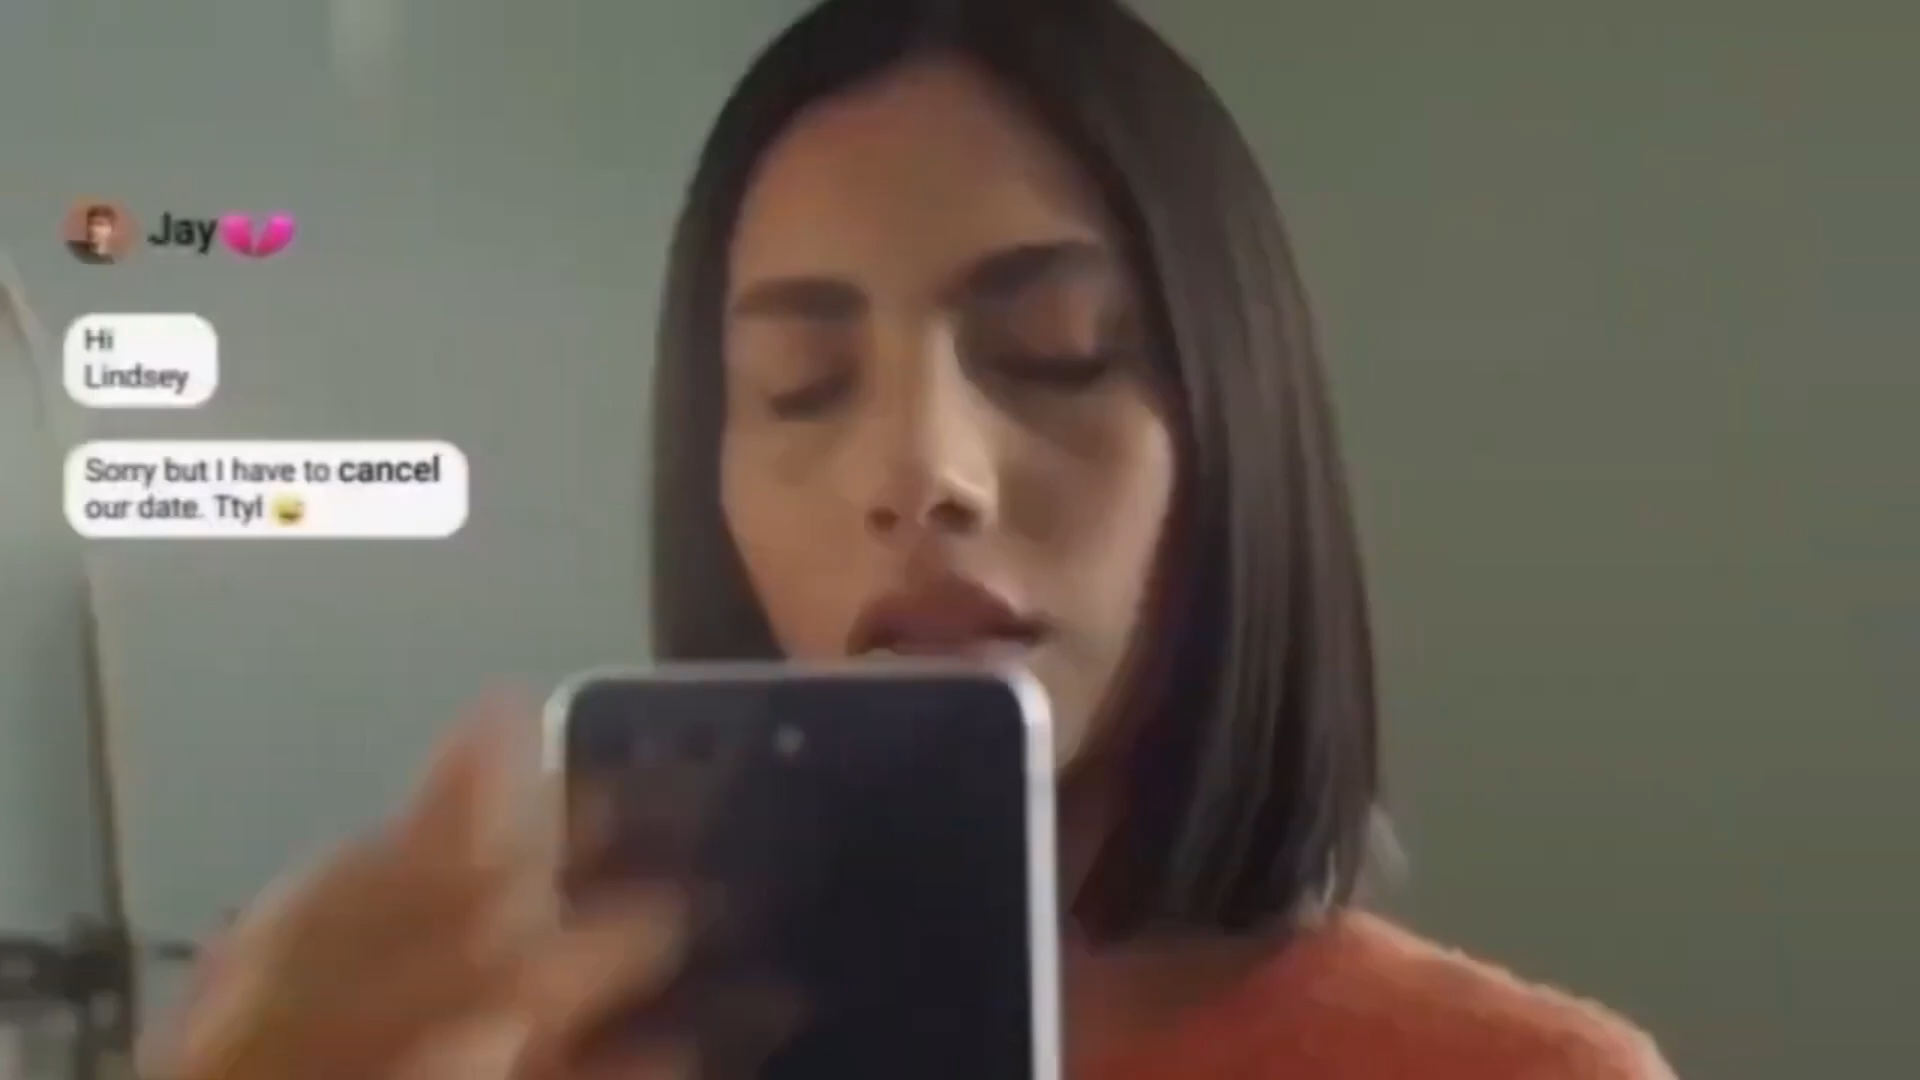 Jay💔
Hi
Lindsey
Sorry but I have to cancel
our date. Ttyl 😅